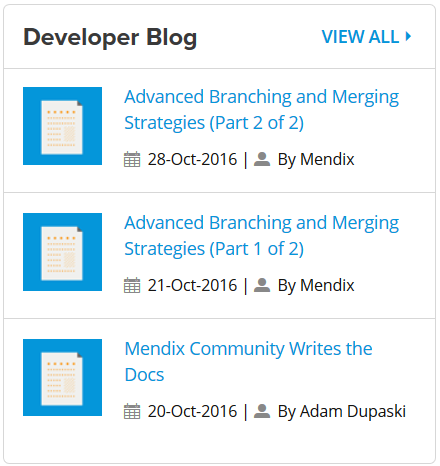 Developer Blog VIEW ALL
Advanced Branching and Merging
Strategies (Part 2 of 2)
28-Oct-2016 | By Mendix
Advanced Branching and Merging
Strategies (Part 1 of 2)
21-Oct-2016 | By Mendix
Mendix Community Writes the
Docs
20-Oct-2016 | By Adam Dupaski